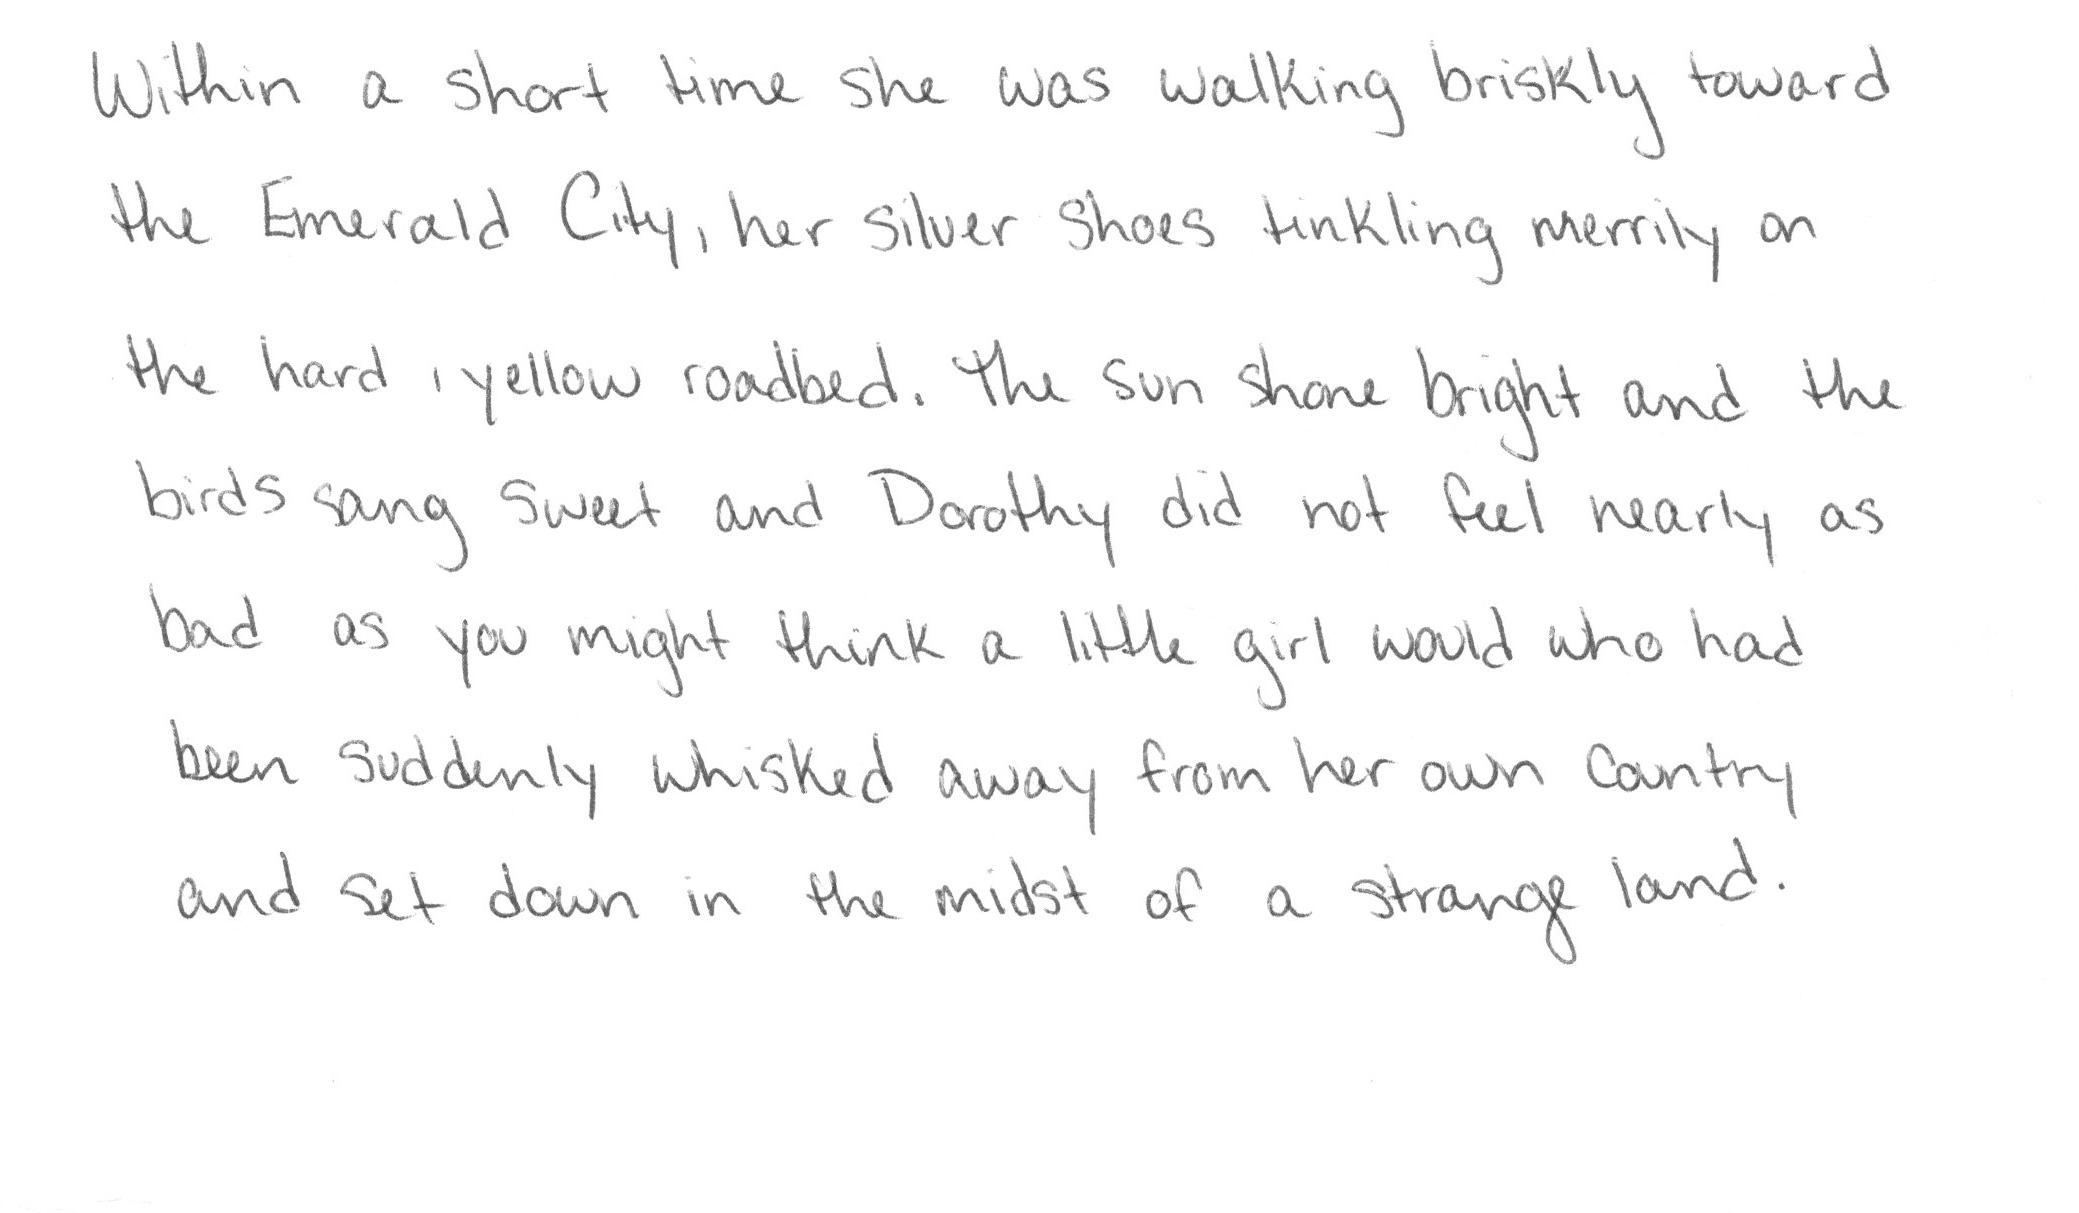 Within a short time she was walking briskly toward
the Emerald City, her silver shoes tinkling merrily on
the hard, yellow roadbed. The sun shone bright and the
birds sang sweet and Dorothy did not feel nearly as
bad as you might think a little girl would who had
been suddenly whisked away from her own country
and set down in the midst of a strange land.